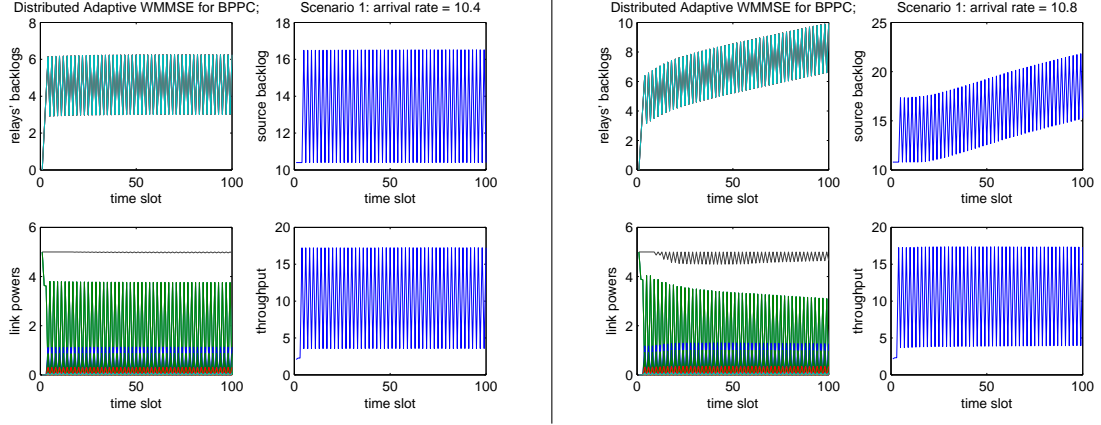 Distributed Adaptive WMMSE for BPPC;
Scenario 1: arrival rate = 10.4
8
6
4
2
0
relays' backlogs
0 50 100
time slot
18
16
14
12
10
source backlog
0 50 100
time slot
6
4
2
0
link powers
0 50 100
time slot
20
15
10
5
0
throughput
0 50 100
time slot
Distributed Adaptive WMMSE for BPPC;
Scenario 1: arrival rate = 10.8
10
8
6
4
2
0
relays' backlogs
0 50 100
time slot
25
20
15
10
source backlog
0 50 100
time slot
6
4
2
0
link powers
0 50 100
time slot
20
15
10
5
0
throughput
0 50 100
time slot